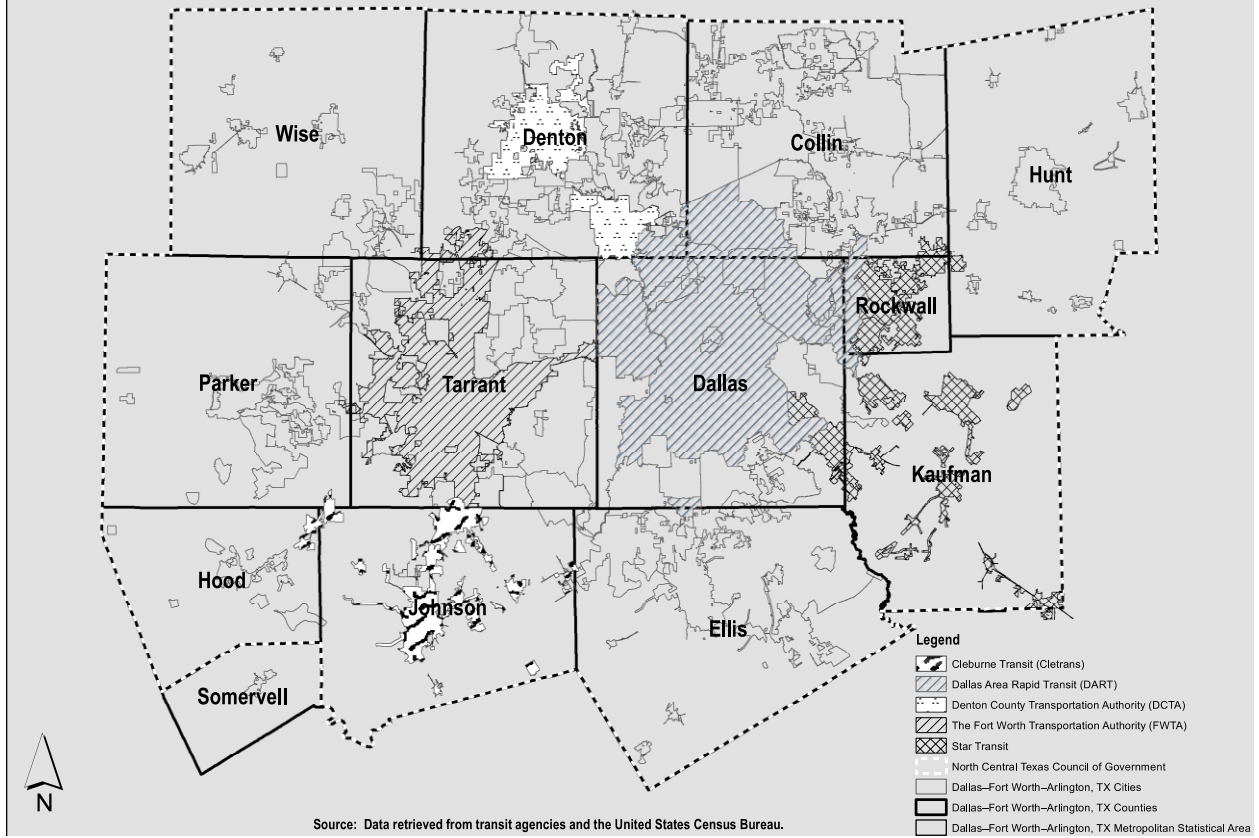 Wise
Denton
Collin
Hunt
Rockwall
Parker
Tarrant
Dallas
Kaufman
Hood
Johnson
Ellis
Somervell
N
Legend
Cleburne Transit (Cletrans)
Dallas Area Rapid Transit (DART)
Denton County Transportation Authority (DCTA)
The Fort Worth Transportation Authority (FWTA)
Star Transit
North Central Texas Council of Government
Dallas–Fort Worth–Arlington, TX Cities
Dallas–Fort Worth–Arlington, TX Counties
Dallas–Fort Worth–Arlington, TX Metropolitan Statistical Area
Source: Data retrieved from transit agencies and the United States Census Bureau.